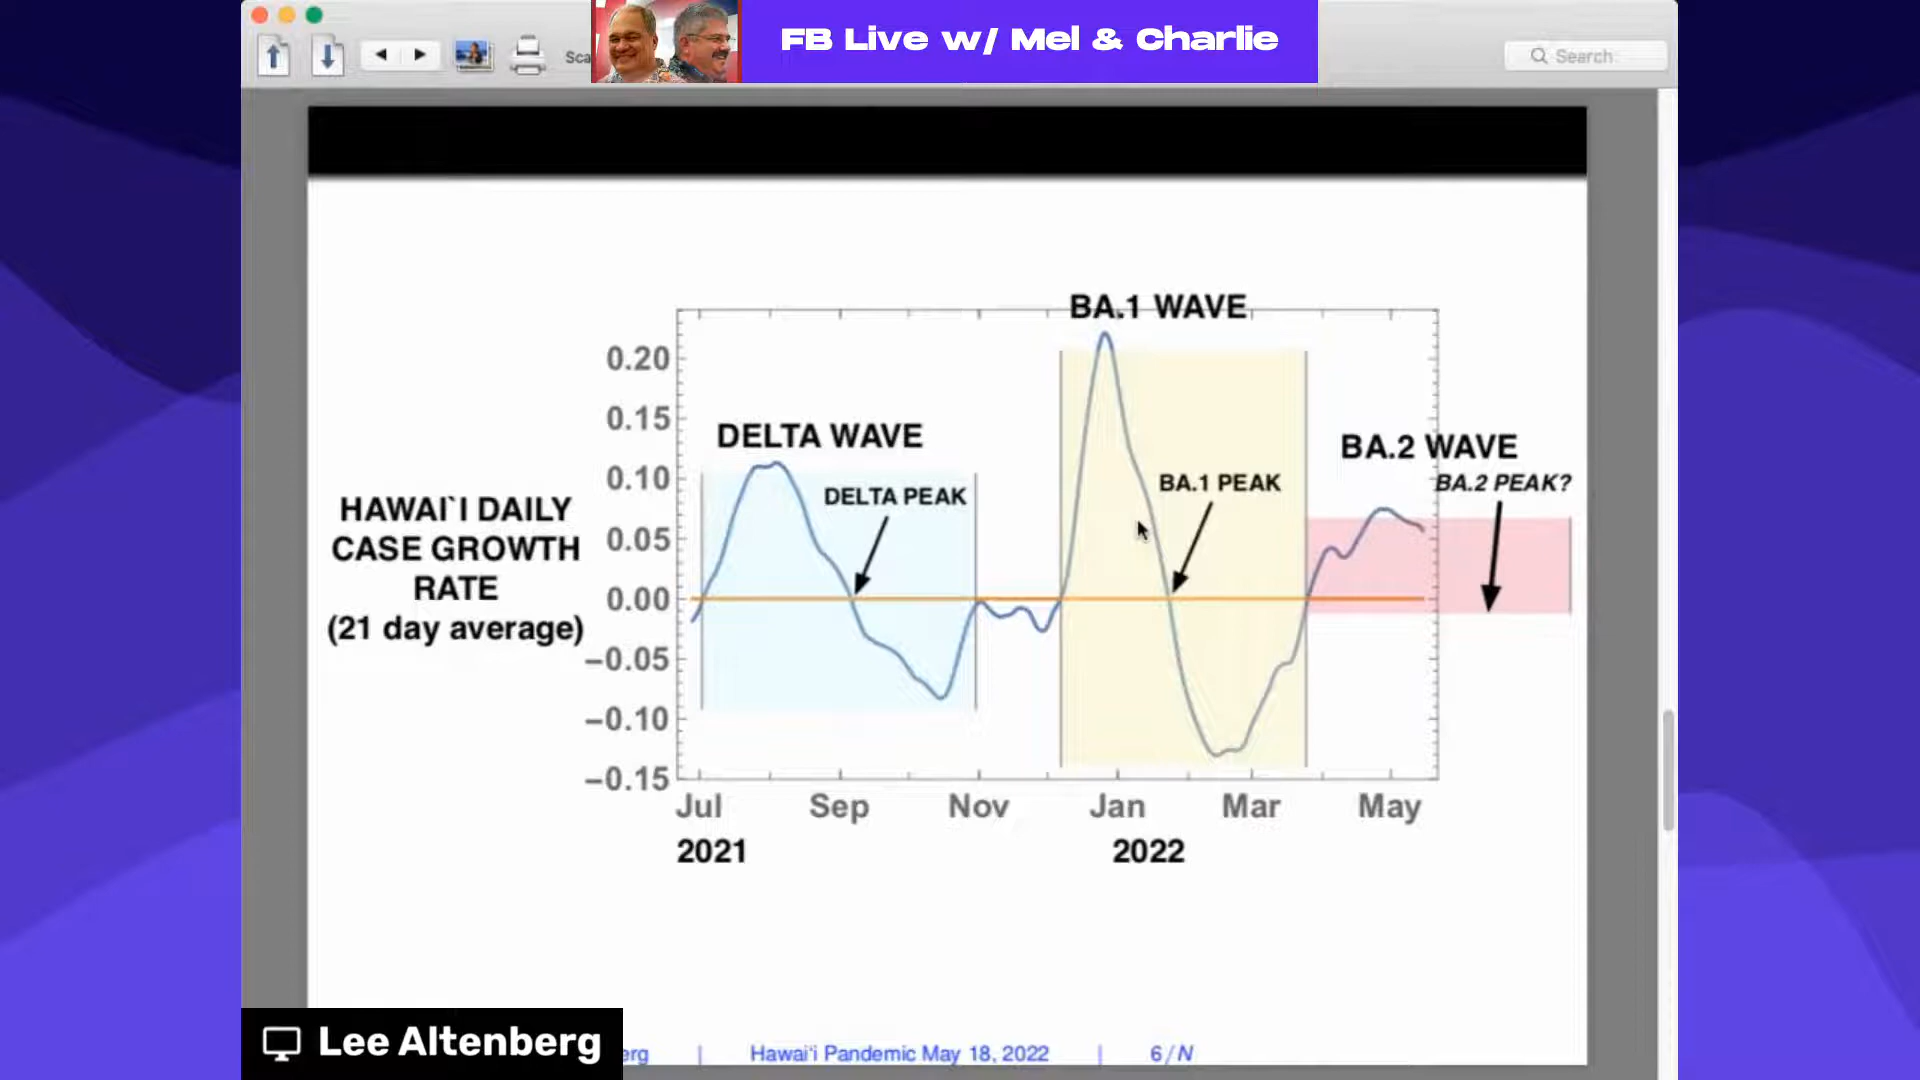 FB Live w/ Mel & Charlie
Search
BA.1 WAVE
0.20
0.15
DELTA WAVE
BA.2 WAVE
0.10
DELTA PEAK
BA.1 PEAK
BA.2 PEAK?
HAWAI`I DAILY
CASE GROWTH
RATE
(21 day average)
0.05
0.00
−0.05
−0.10
−0.15
Jul Sep Nov Jan Mar May
2021 2022
Lee Altenberg
erg | Hawai'i Pandemic May 18, 2022 | 6/N